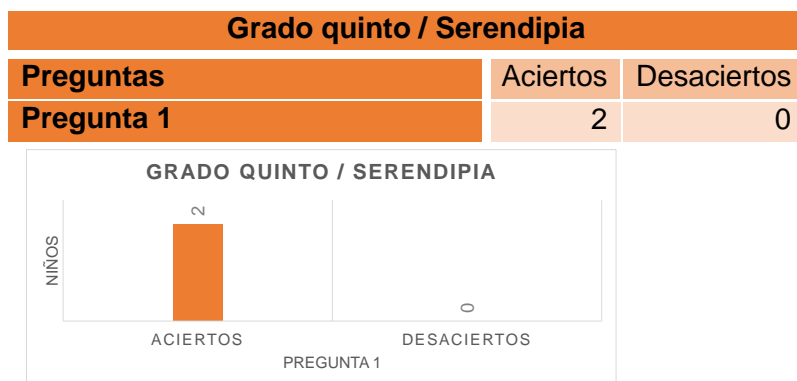 Grado quinto / Serendipia
Preguntas Aciertos Desaciertos
Pregunta 1 2 0
GRADO QUINTO / SERENDIPIA
NIÑOS
2
0
ACIERTOS DESACIERTOS
PREGUNTA 1